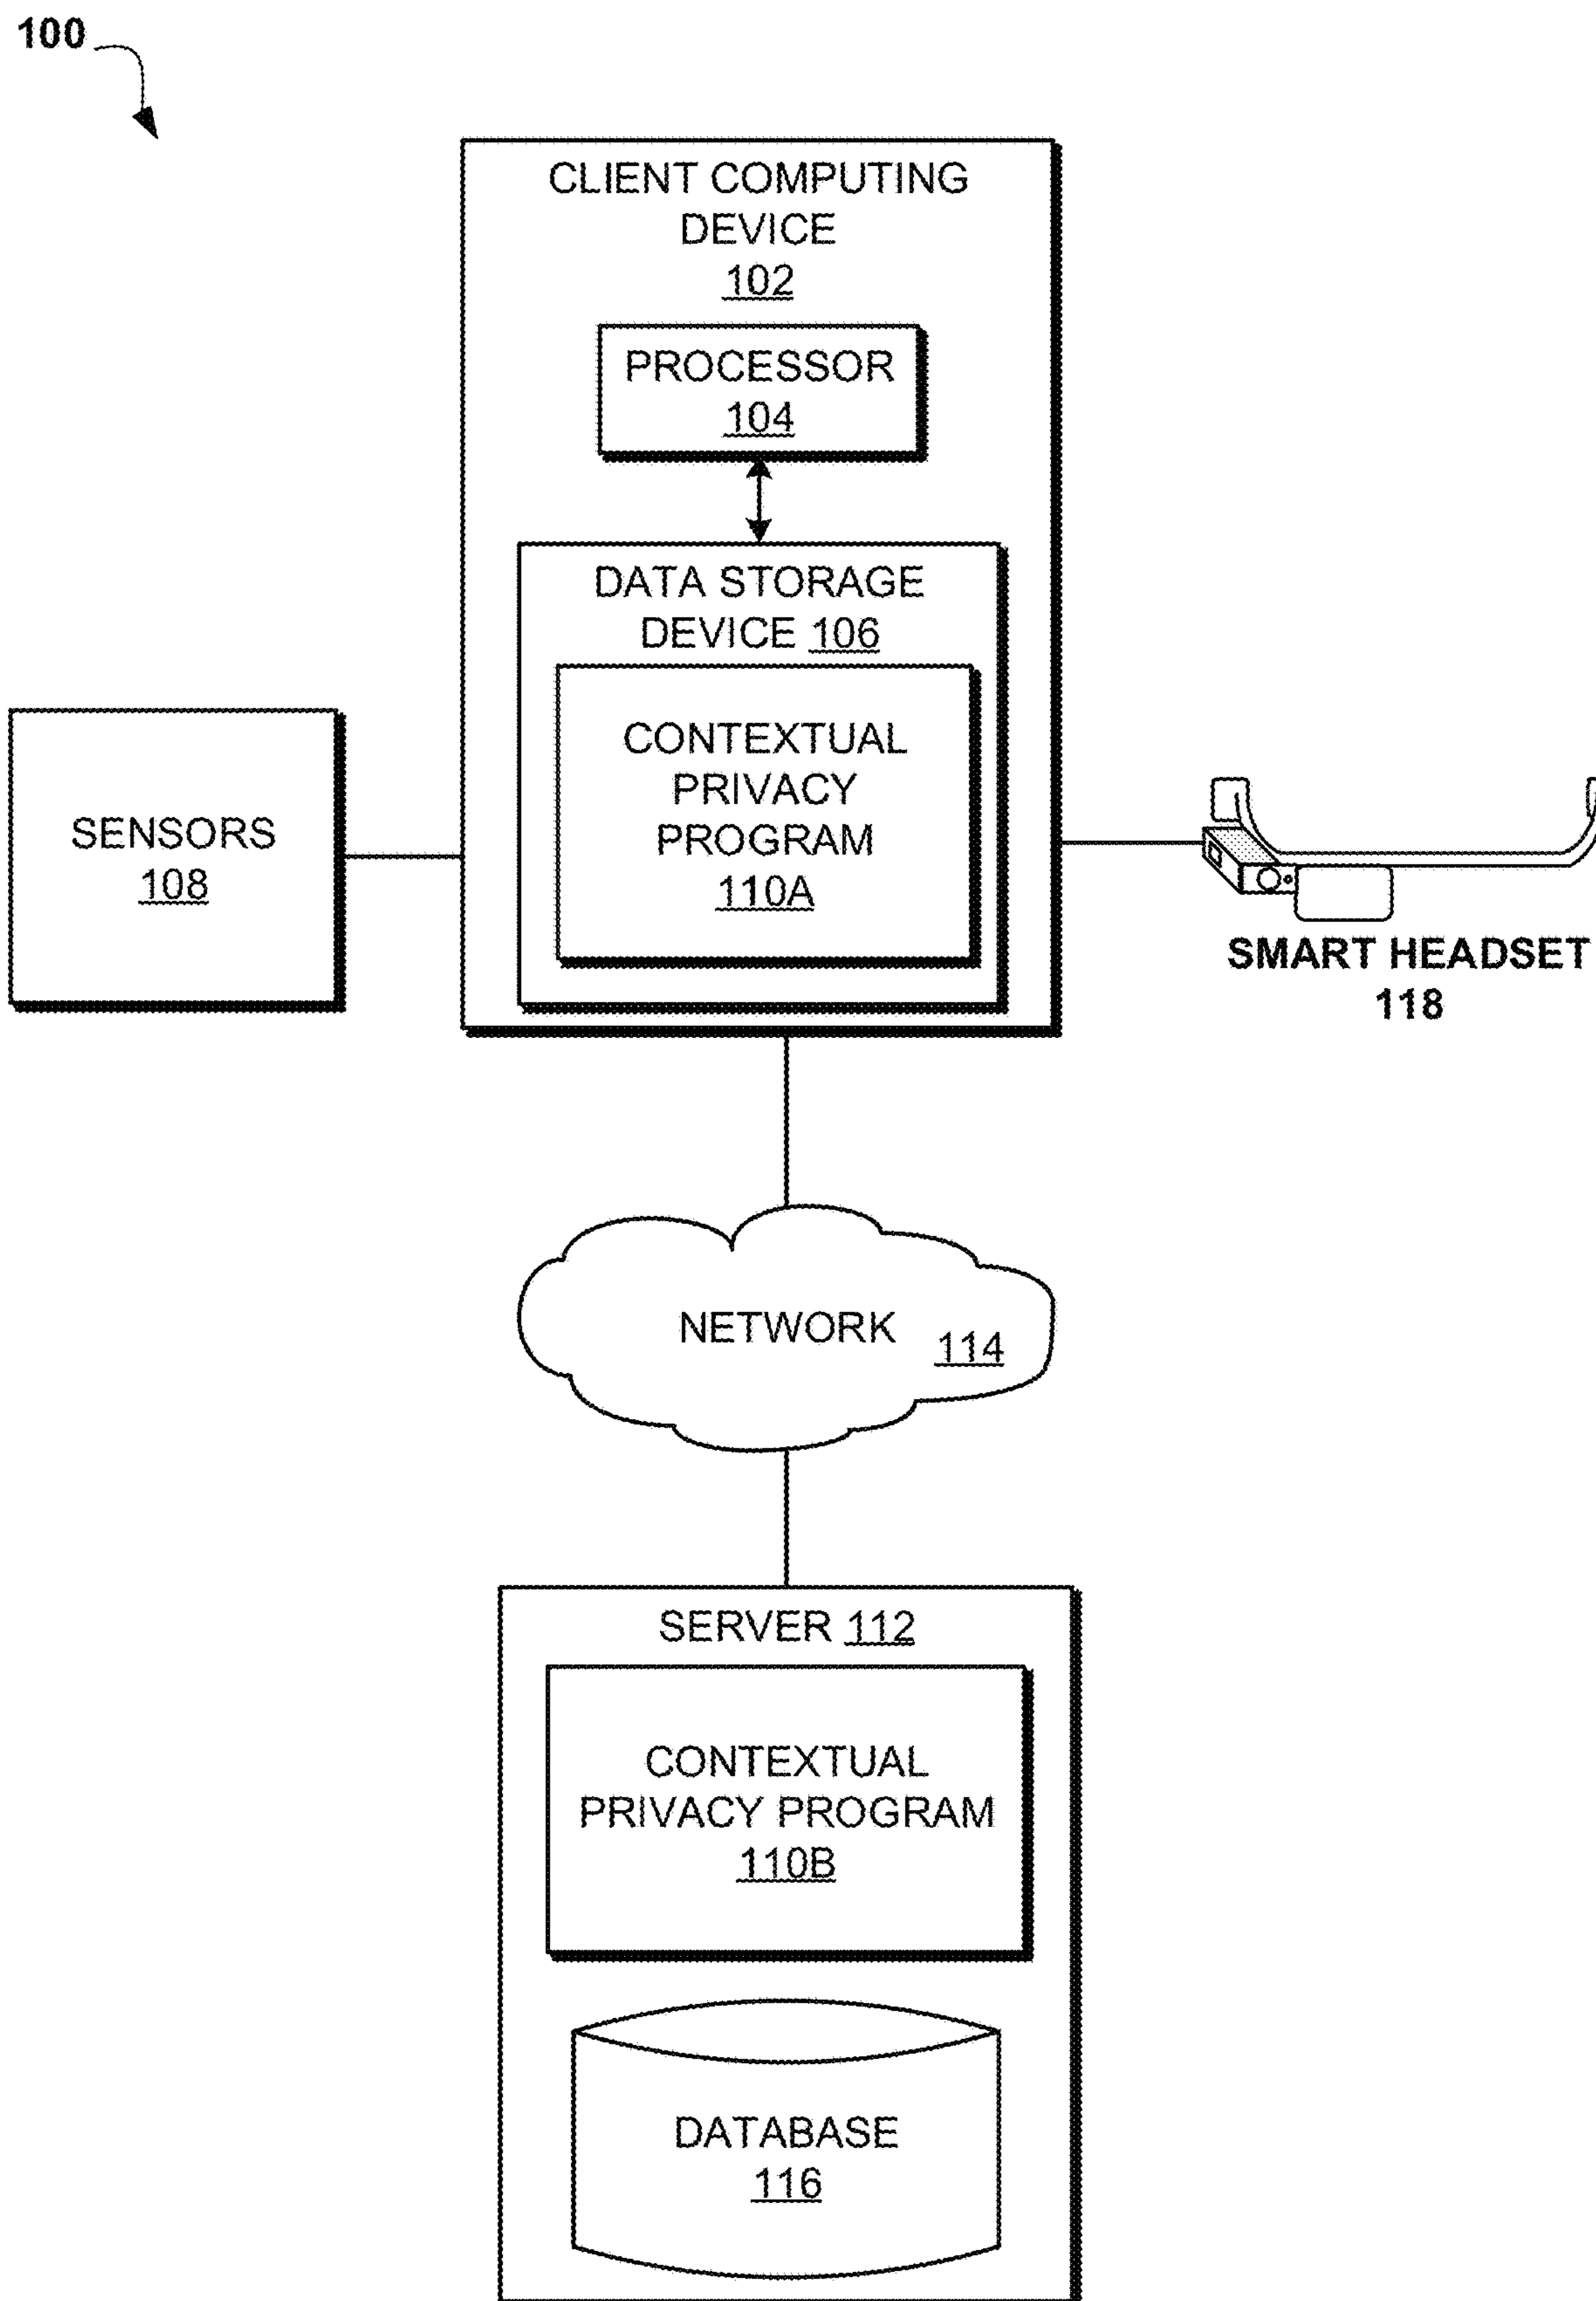 100
CLIENT COMPUTING
DEVICE
102
PROCESSOR
104
DATA STORAGE
DEVICE 106
CONTEXTUAL
PRIVACY
PROGRAM
110A
SENSORS
108
SMART HEADSET
118
NETWORK
114
SERVER 112
CONTEXTUAL
PRIVACY PROGRAM
110B
DATABASE
116